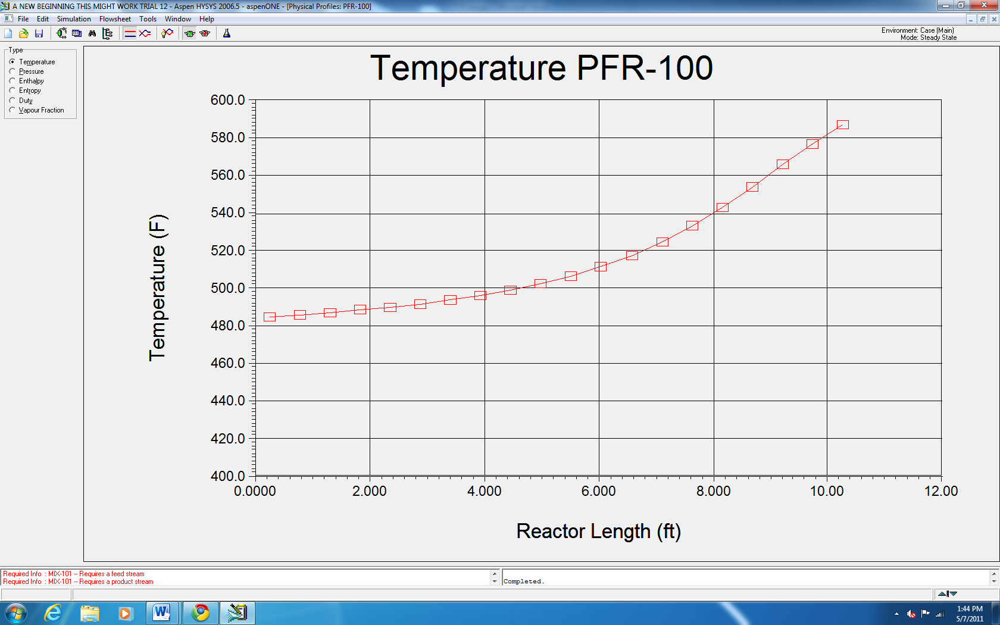 A NEW BEGINNING THIS MIGHT WORK TRIAL 12 - Aspen HYSYS 2006.5 - aspenONE - [Physical Profiles: PFR-100]
File Edit Simulation Flowsheet Tools Window Help
Environment: Case (Main)
Mode: Steady State
Type
Temperature
Pressure
Enthalpy
Entropy
Duty
Vapour Fraction
Temperature PFR-100
600.0
580.0
560.0
540.0
520.0
500.0
480.0
460.0
440.0
420.0
400.0
Temperature (F)
0.0000 2.000 4.000 6.000 8.000 10.00 12.00
Reactor Length (ft)
Required Info : MIX-101 -- Requires a feed stream
Required Info : MIX-101 -- Requires a product stream
Completed.
1:44 PM
5/7/2011